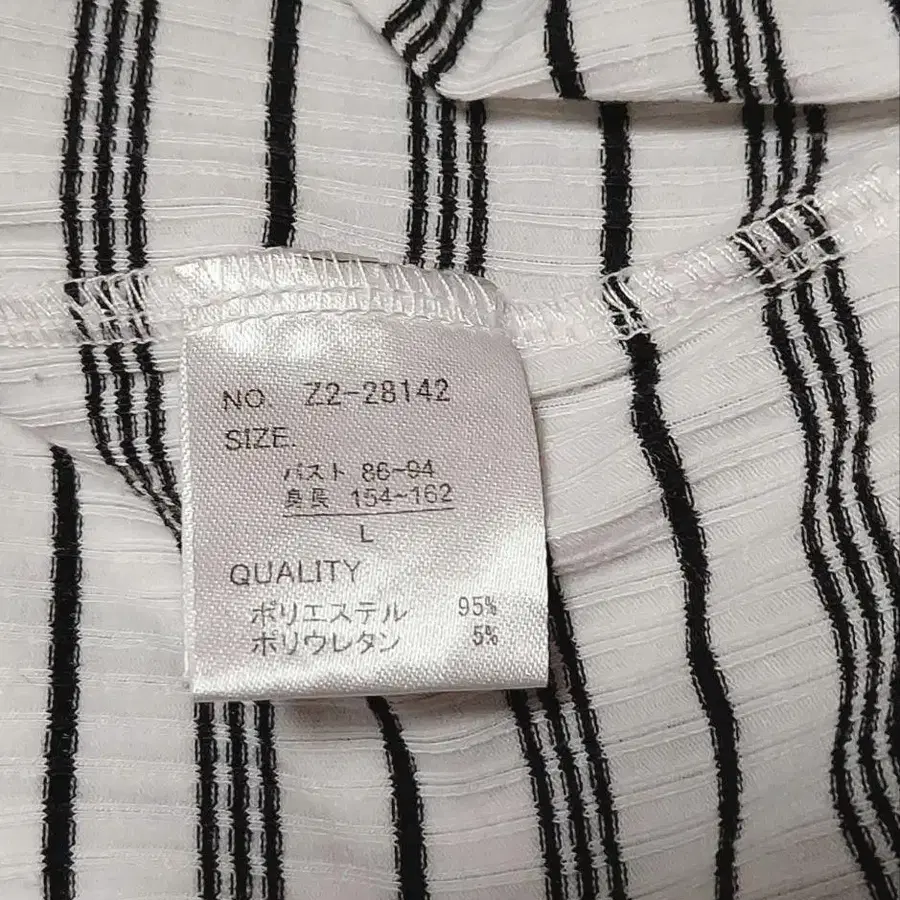 NO. Z2-28142
SIZE.
バスト 86~94
身長 154~162
L
QUALITY
ポリエステル 95%
ポリウレタン 5%